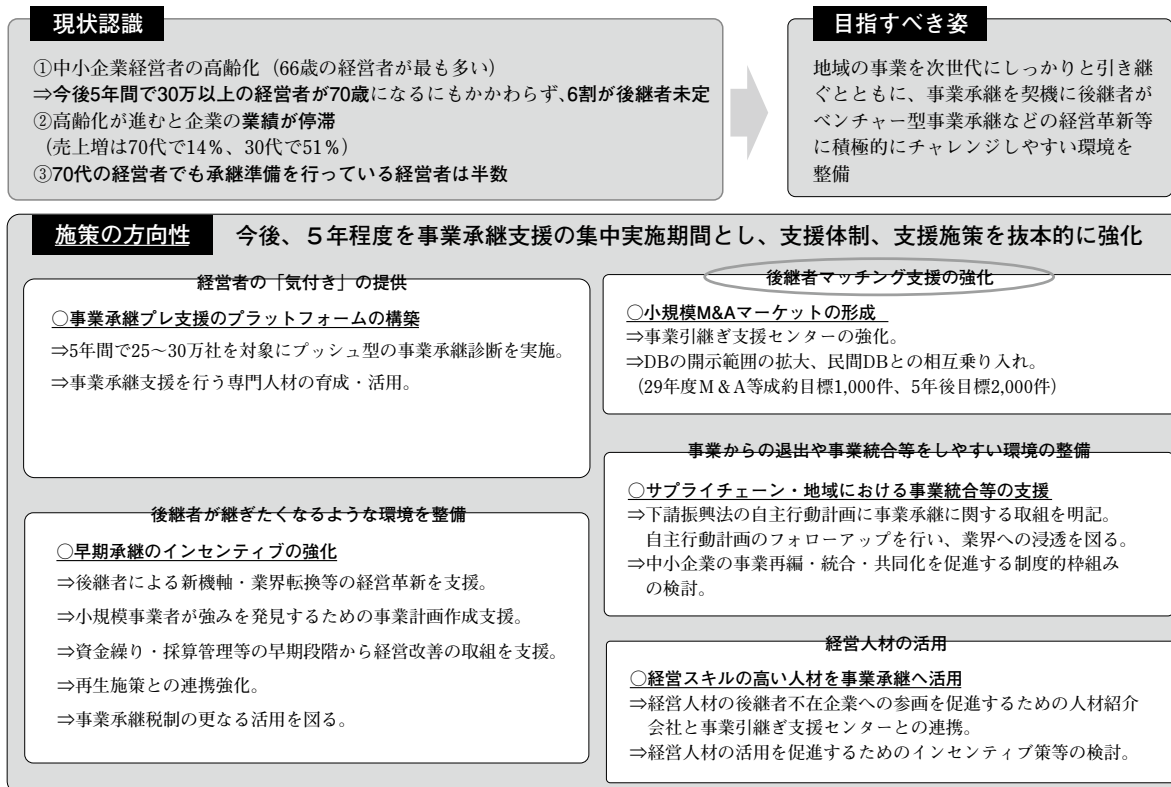 現状認識
①中小企業経営者の高齢化（66歳の経営者が最も多い）
⇒今後5年間で30万以上の経営者が70歳になるにもかかわらず、6割が後継者未定
②高齢化が進むと企業の業績が停滞
（売上増は70代で14％、30代で51％）
③70代の経営者でも承継準備を行っている経営者は半数
目指すべき姿
地域の事業を次世代にしっかりと引き継
ぐとともに、事業承継を契機に後継者が
ベンチャー型事業承継などの経営革新等
に積極的にチャレンジしやすい環境を
整備
施策の方向性
今後、５年程度を事業承継支援の集中実施期間とし、支援体制、支援施策を抜本的に強化
経営者の「気付き」の提供
○事業承継プレ支援のプラットフォームの構築
⇒5年間で25～30万社を対象にプッシュ型の事業承継診断を実施。
⇒事業承継支援を行う専門人材の育成・活用。
後継者が継ぎたくなるような環境を整備
○早期承継のインセンティブの強化
⇒後継者による新機軸・業界転換等の経営革新を支援。
⇒小規模事業者が強みを発見するための事業計画作成支援。
⇒資金繰り・採算管理等の早期段階から経営改善の取組を支援。
⇒再生施策との連携強化。
⇒事業承継税制の更なる活用を図る。
後継者マッチング支援の強化
○小規模M&Aマーケットの形成
⇒事業引継ぎ支援センターの強化。
⇒DBの開示範囲の拡大、民間DBとの相互乗り入れ。
（29年度Ｍ＆Ａ等成約目標1,000件、5年後目標2,000件）
事業からの退出や事業統合等をしやすい環境の整備
○サプライチェーン・地域における事業統合等の支援
⇒下請振興法の自主行動計画に事業承継に関する取組を明記。
自主行動計画のフォローアップを行い、業界への浸透を図る。
⇒中小企業の事業再編・統合・共同化を促進する制度的枠組み
の検討。
経営人材の活用
○経営スキルの高い人材を事業承継へ活用
⇒経営人材の後継者不在企業への参画を促進するための人材紹介
会社と事業引継ぎ支援センターとの連携。
⇒経営人材の活用を促進するためのインセンティブ策等の検討。